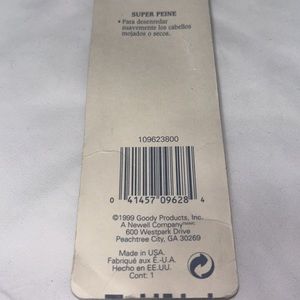 SUPER PEINE
• Para desenredar
suavemente los cabellos
mojados o secos.
109623800
0 41457 09628 4
©1999 Goody Products, Inc.
A Newell Company
600 Westpark Drive
Peachtree City, GA 30269
Made in USA.
Fabriqué aux É.-U.A.
Hecho en EE.UU.
Cont: 1